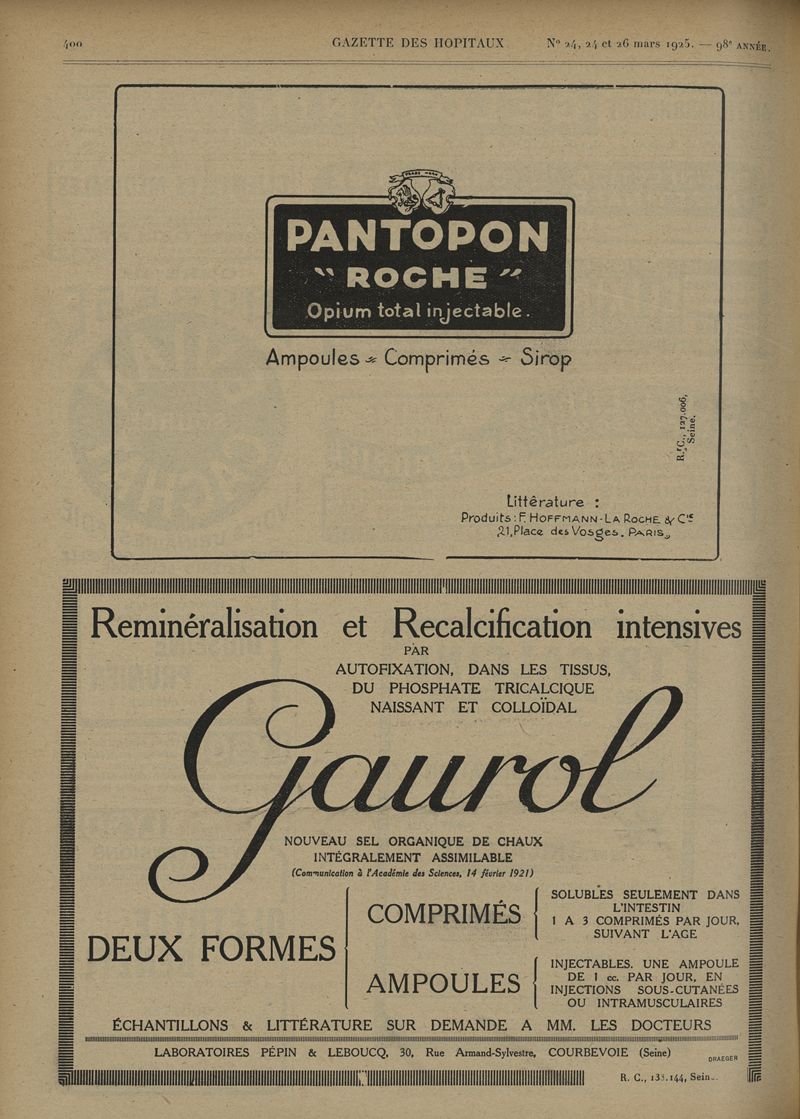 400 GAZETTE DES HOPITAUX N° 24, 24 et 26 mars 1925. — 98e ANNÉE.
PANTOPON
"ROCHE"
Opium total injectable.
Ampoules - Comprimés - Sirop
R. C., 127.006,
Seine.
Littérature :
Produits : F. HOFFMANN-LA ROCHE & Cie
21, Place des Vosges. PARIS
Reminéralisation et Recalcification intensives
PAR
AUTOFIXATION, DANS LES TISSUS,
DU PHOSPHATE TRICALCIQUE
NAISSANT ET COLLOÏDAL
Gaurol
NOUVEAU SEL ORGANIQUE DE CHAUX
INTÉGRALEMENT ASSIMILABLE
(Communication à l'Académie des Sciences, 14 février 1921)
DEUX FORMES
COMPRIMÉS
SOLUBLES SEULEMENT DANS
L'INTESTIN
1 A 3 COMPRIMÉS PAR JOUR,
SUIVANT L'AGE
AMPOULES
INJECTABLES. UNE AMPOULE
DE 1 cc. PAR JOUR, EN
INJECTIONS SOUS-CUTANÉES
OU INTRAMUSCULAIRES
ÉCHANTILLONS & LITTÉRATURE SUR DEMANDE A MM. LES DOCTEURS
LABORATOIRES PÉPIN & LEBOUCQ, 30, Rue Armand-Sylvestre, COURBEVOIE (Seine)
DRAEGER
R. C.,